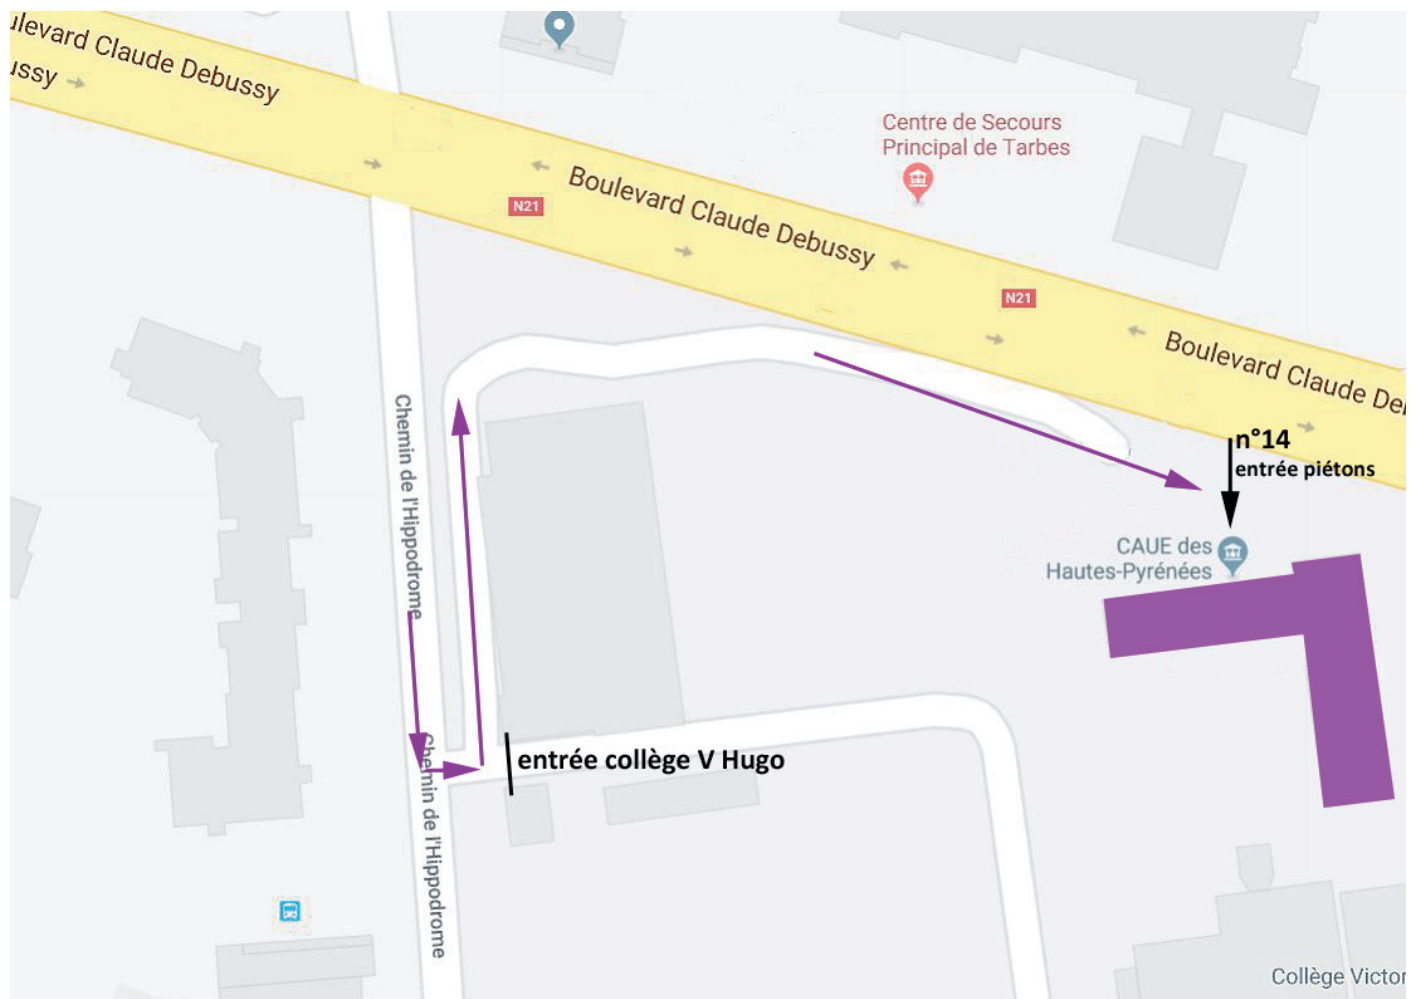 ulevard Claude Debussy
ussy
Centre de Secours
Principal de Tarbes
Boulevard Claude Debussy
N21
N21
Boulevard Claude De
Chemin de l'Hippodrome
n°14
entrée piétons
CAUE des
Hautes-Pyrénées
entrée collège V Hugo
Chemin de l'Hippodrome
Collège Victor